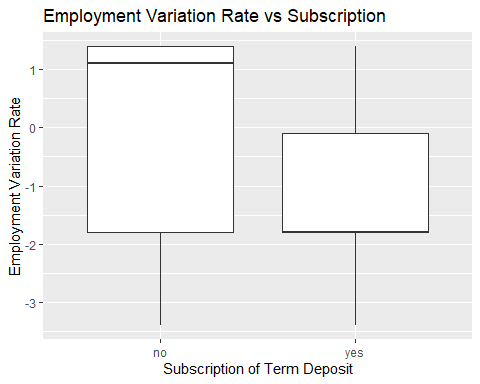 Employment Variation Rate vs Subscription
Employment Variation Rate
1
0
-1
-2
-3
no yes
Subscription of Term Deposit